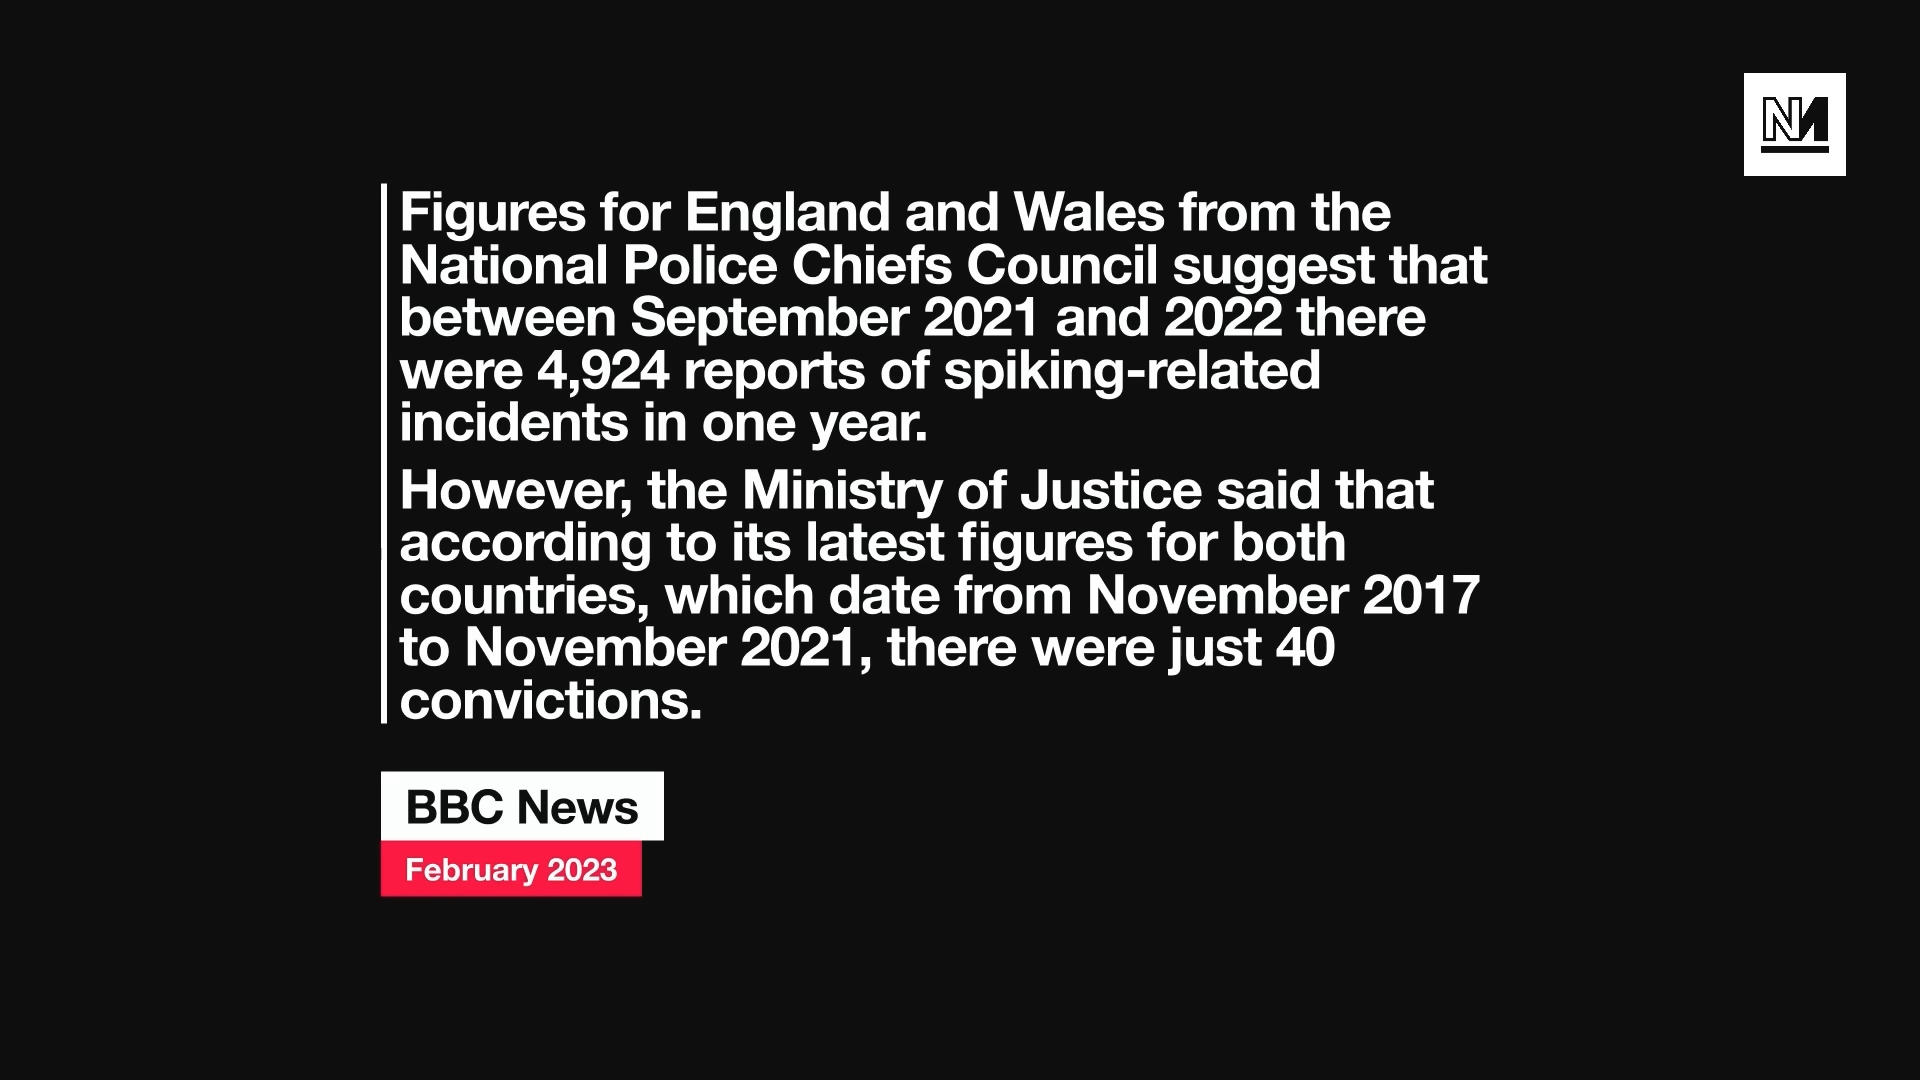 NM
Figures for England and Wales from the
National Police Chiefs Council suggest that
between September 2021 and 2022 there
were 4,924 reports of spiking-related
incidents in one year.
However, the Ministry of Justice said that
according to its latest figures for both
countries, which date from November 2017
to November 2021, there were just 40
convictions.
BBC News
February 2023